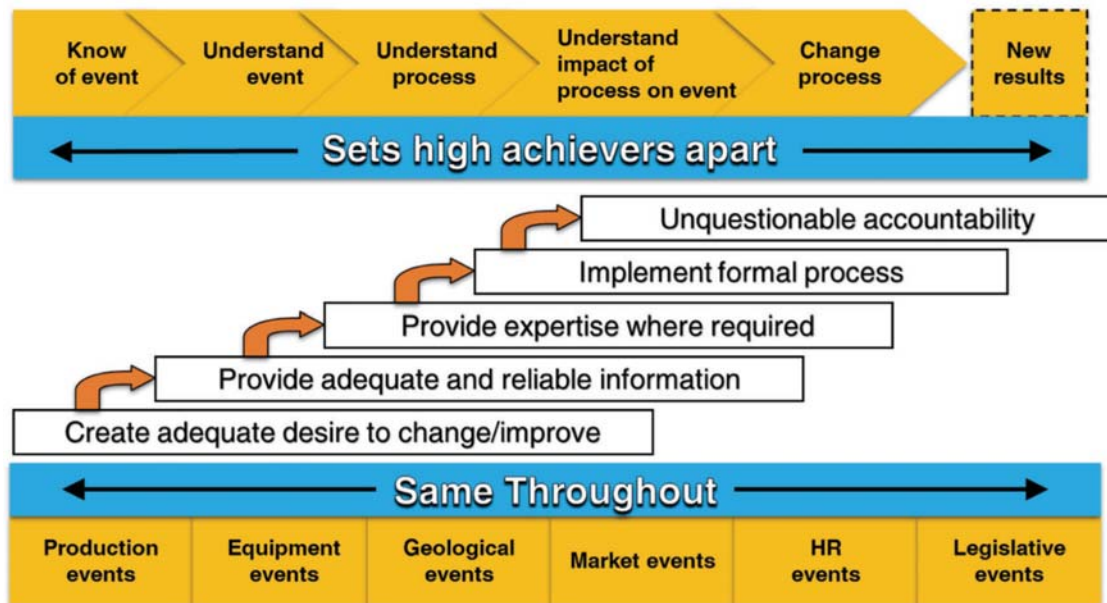 Know
of event
Understand
event
Understand
process
Understand
impact of
process on event
Change
process
New
results
Sets high achievers apart
Unquestionable accountability
Implement formal process
Provide expertise where required
Provide adequate and reliable information
Create adequate desire to change/improve
Same Throughout
Production
events
Equipment
events
Geological
events
Market events
HR
events
Legislative
events